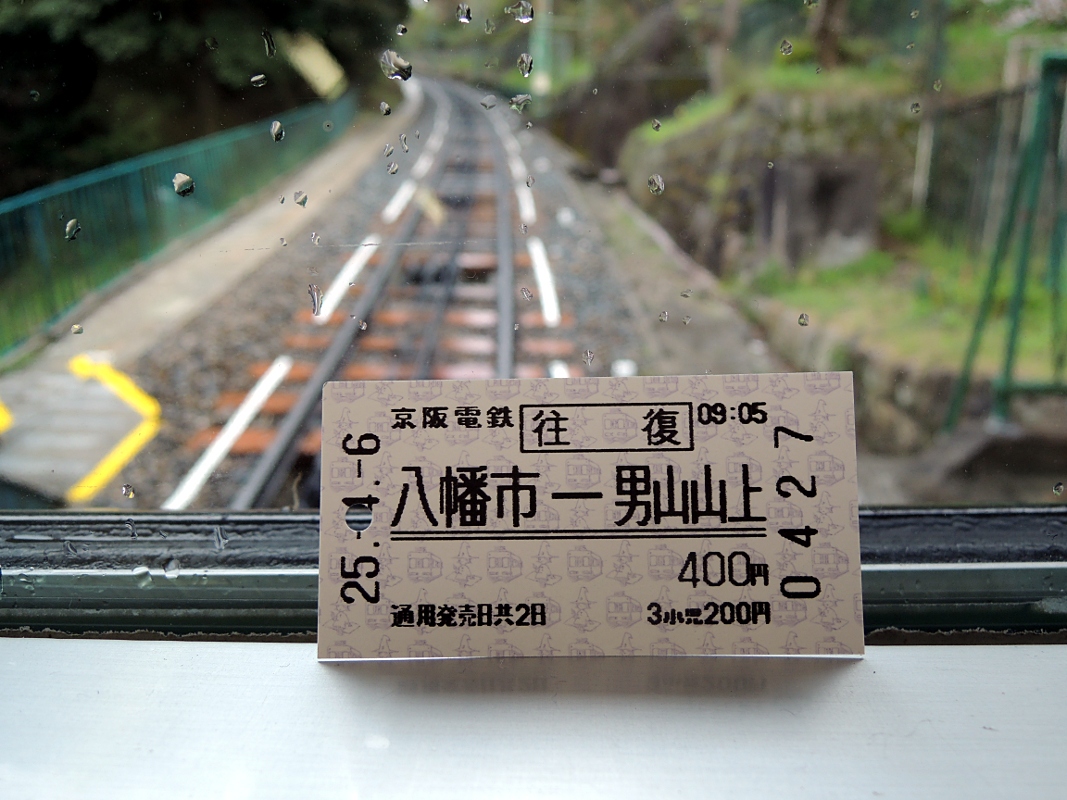 京阪電鉄 往復 09:05
25.-4.-6
八幡市ー男山山上
0427
400円
通用発売日共2日 3小児200円